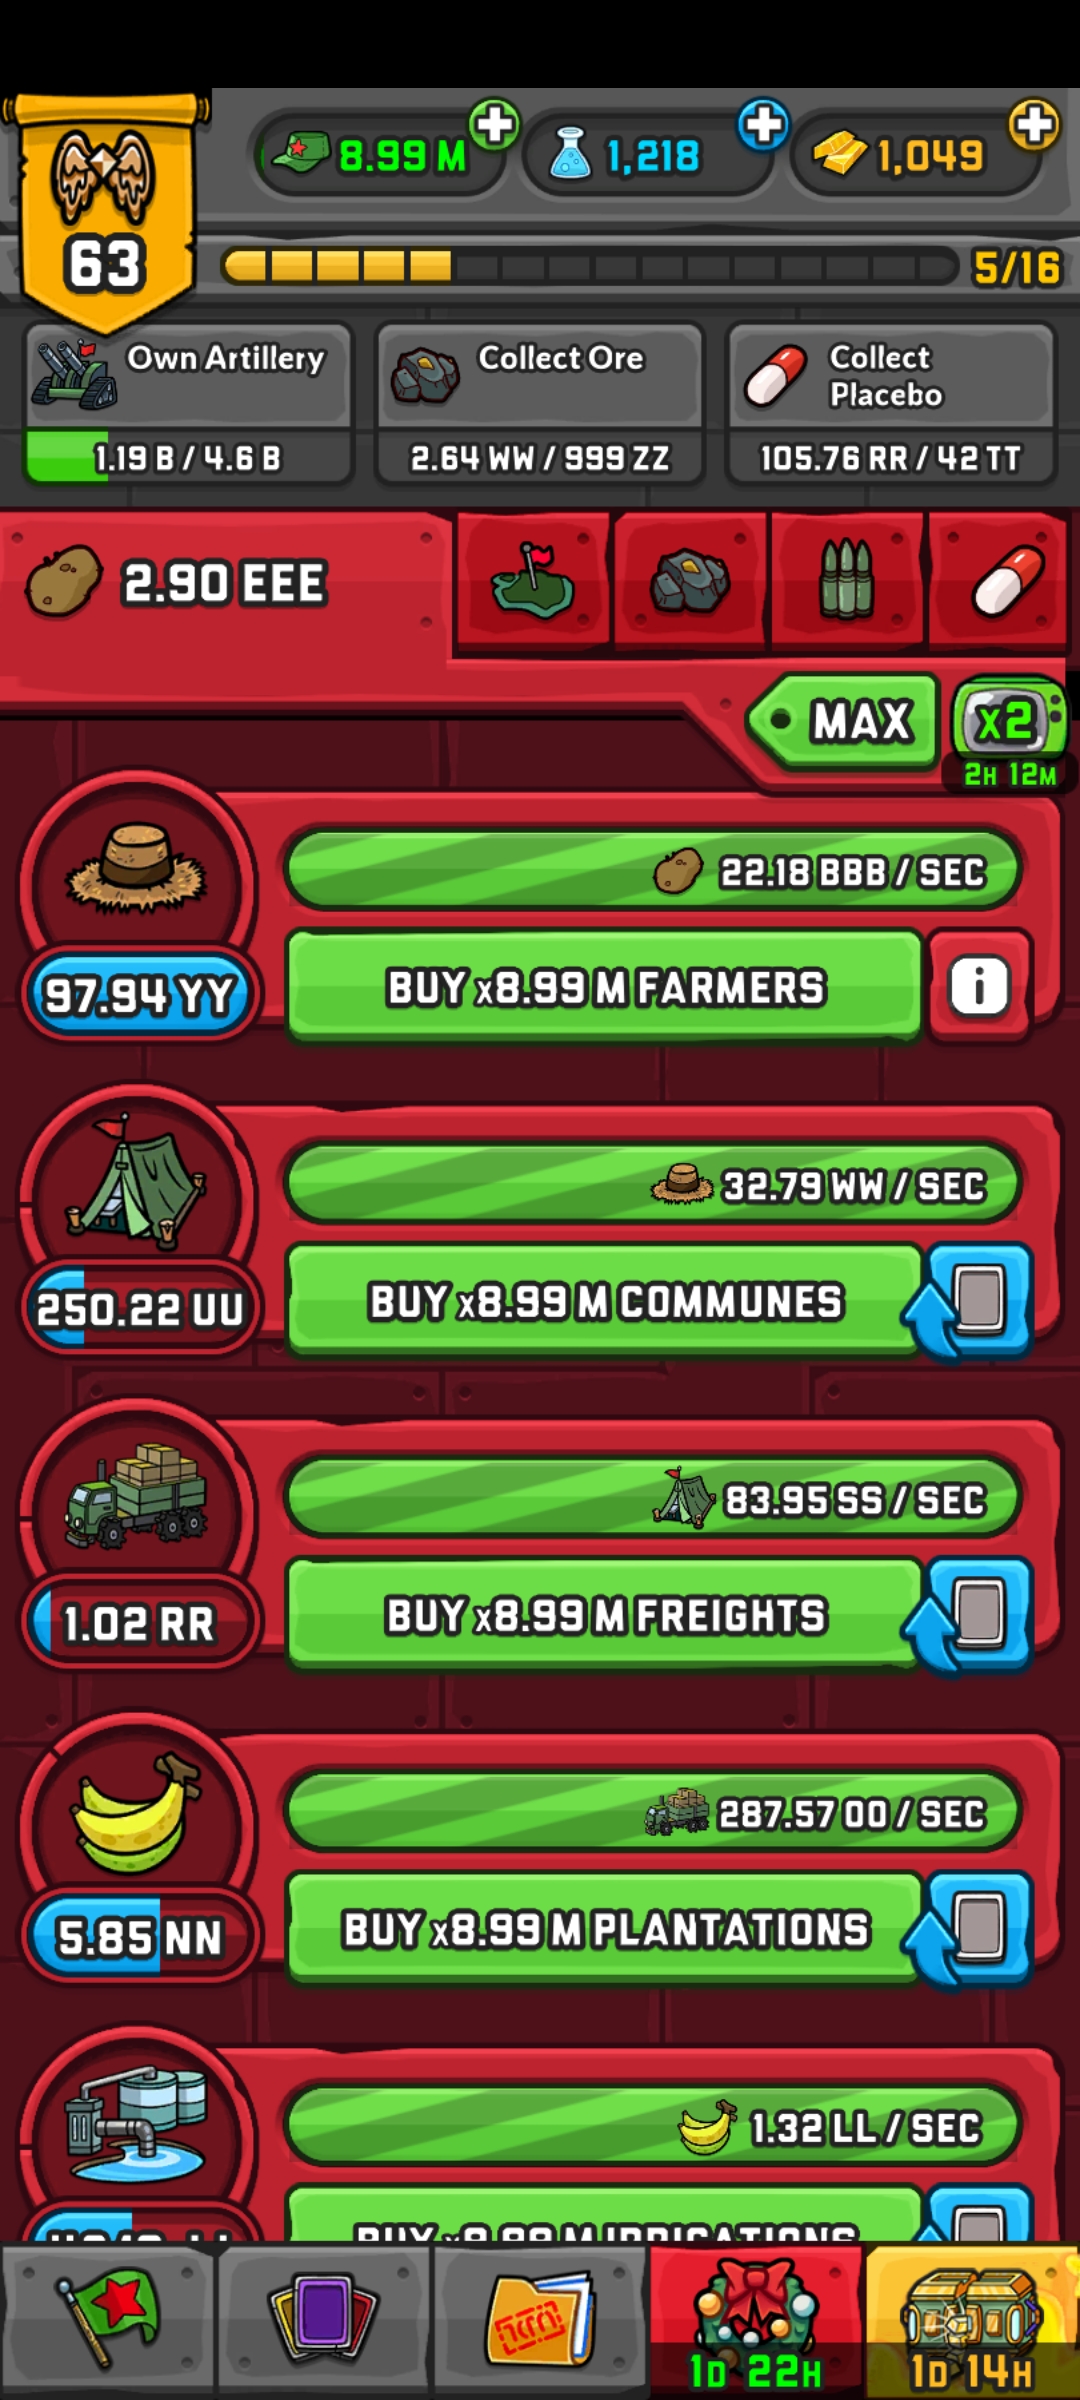 8.99 M
1,218
1,049
63
5/16
Own Artillery
Collect Ore
Collect
Placebo
1.19 B / 4.6 B
2.64 WW / 999 ZZ
105.76 RR / 42 TT
2.90 EEE
MAX
X2
2H 12M
22.18 BBB / SEC
97.94 YY
BUY x8.99 M FARMERS
i
32.79 WW / SEC
250.22 UU
BUY x8.99 M COMMUNES
83.95 SS / SEC
1.02 RR
BUY x8.99 M FREIGHTS
287.57 OO / SEC
5.85 NN
BUY x8.99 M PLANTATIONS
1.32 LL / SEC
BUY x8.99 M IRRIGATIONS
1D 22H
1D 14H